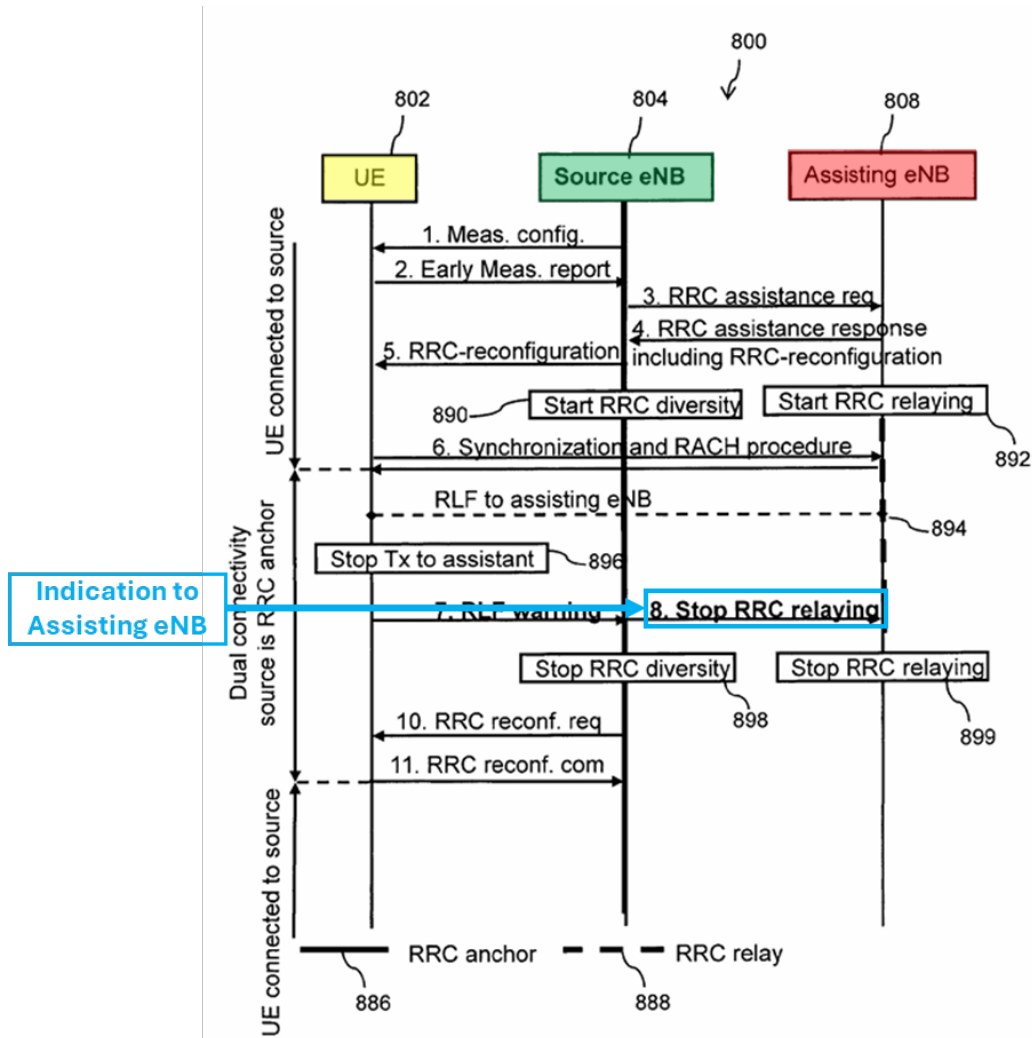 800
802
804
808
UE
Source eNB
Assisting eNB
UE connected to source
1. Meas. config.
2. Early Meas. report
3. RRC assistance req
4. RRC assistance response
including RRC-reconfiguration
5. RRC-reconfiguration
890
Start RRC diversity
Start RRC relaying
892
6. Synchronization and RACH procedure
RLF to assisting eNB
894
Stop Tx to assistant
896
Dual connectivity
source is RRC anchor
Indication to
Assisting eNB
7. RLF warning
8. Stop RRC relaying
Stop RRC diversity
Stop RRC relaying
898
899
10. RRC reconf. req
11. RRC reconf. com
UE connected to source
RRC anchor
RRC relay
886
888